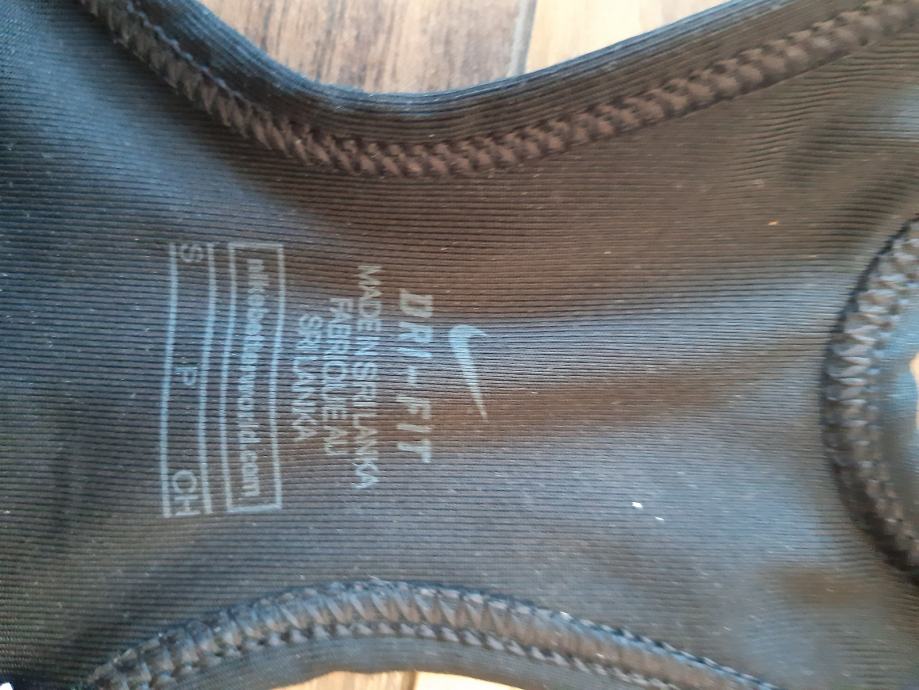 DRI-FIT
MADE IN SRI LANKA
FABRIQUE AU
SRI LANKA
nikebetterworld.com
S P CH